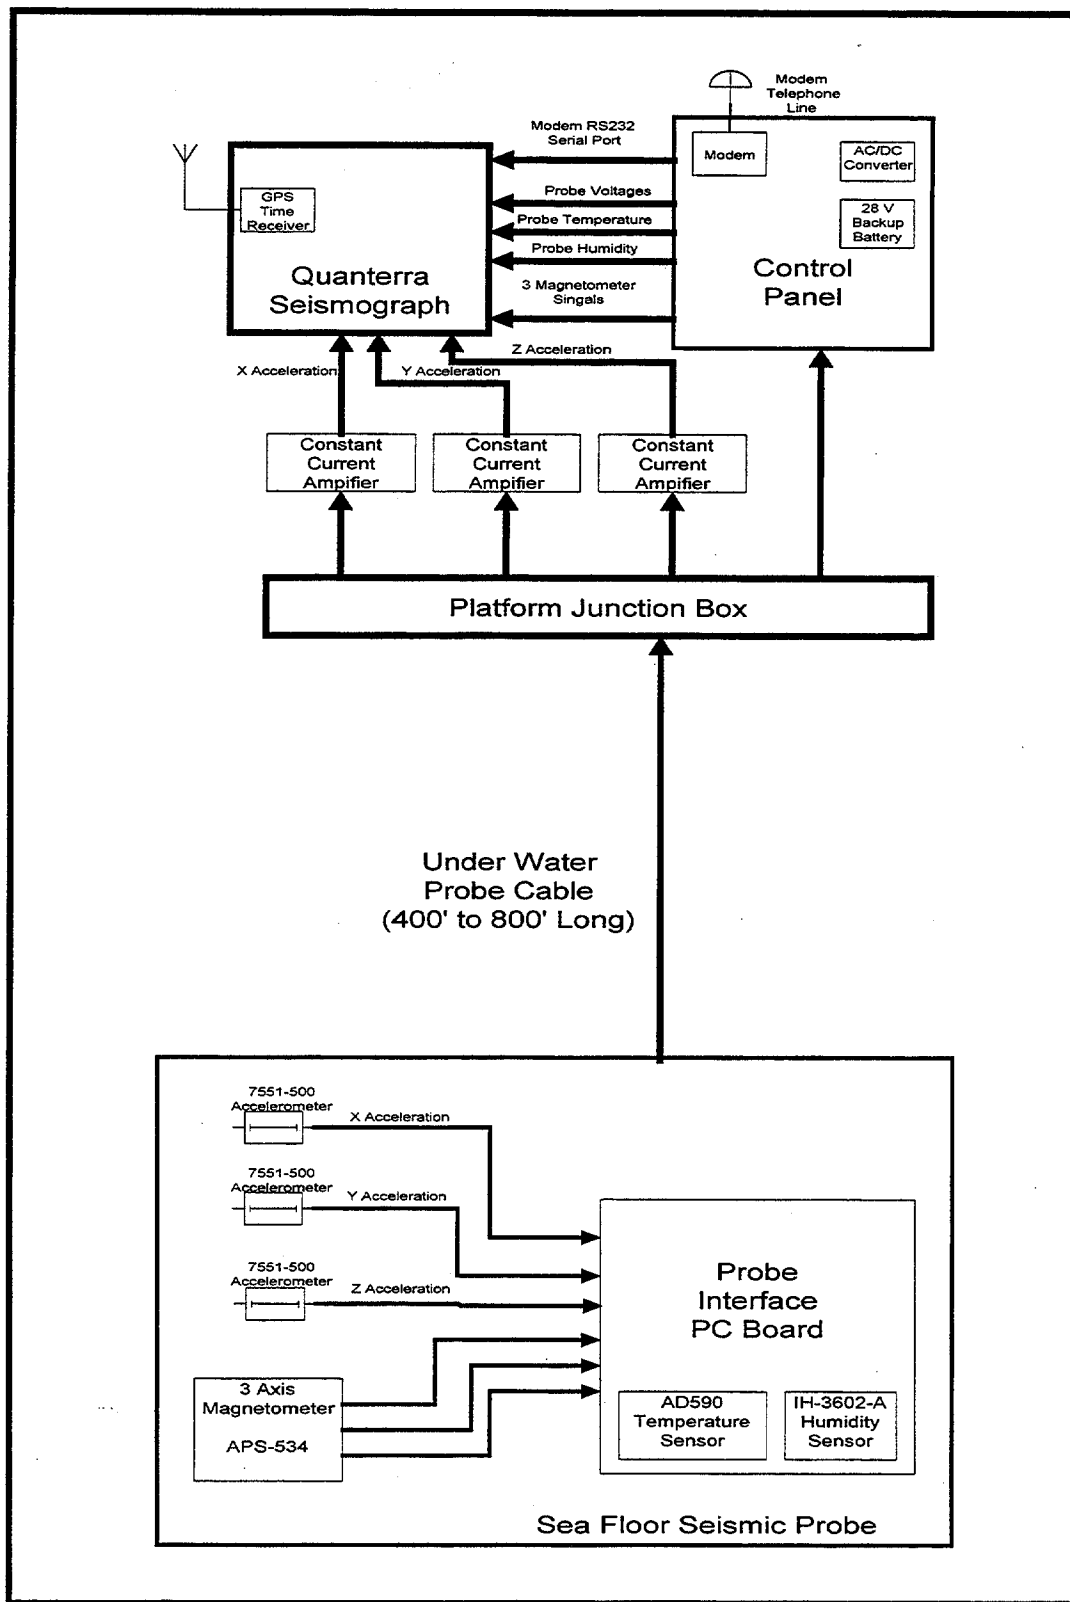 Modem
Telephone
Line
Modem RS232
Serial Port
Modem
AC/DC
Converter
GPS
Time
Receiver
Probe Voltages
Probe Temperature
Probe Humidity
3 Magnetometer
Singals
28 V
Backup
Battery
Quanterra
Seismograph
Control
Panel
X Acceleration
Y Acceleration
Z Acceleration
Constant
Current
Ampifier
Constant
Current
Ampifier
Constant
Current
Ampifier
Platform Junction Box
Under Water
Probe Cable
(400' to 800' Long)
7551-500
Accelerometer
X Acceleration
7551-500
Accelerometer
Y Acceleration
7551-500
Accelerometer
Z Acceleration
Probe
Interface
PC Board
3 Axis
Magnetometer
APS-534
AD590
Temperature
Sensor
IH-3602-A
Humidity
Sensor
Sea Floor Seismic Probe